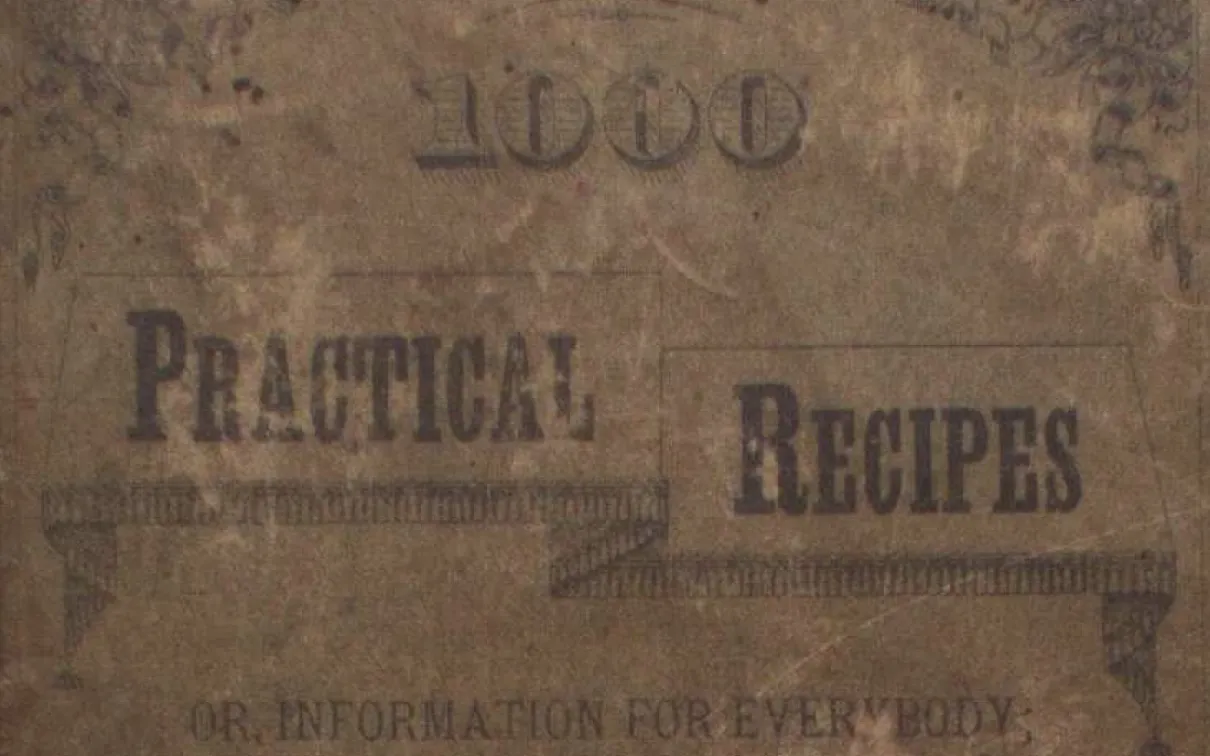 1000
PRACTICAL
RECIPES
OR, INFORMATION FOR EVERYBODY;